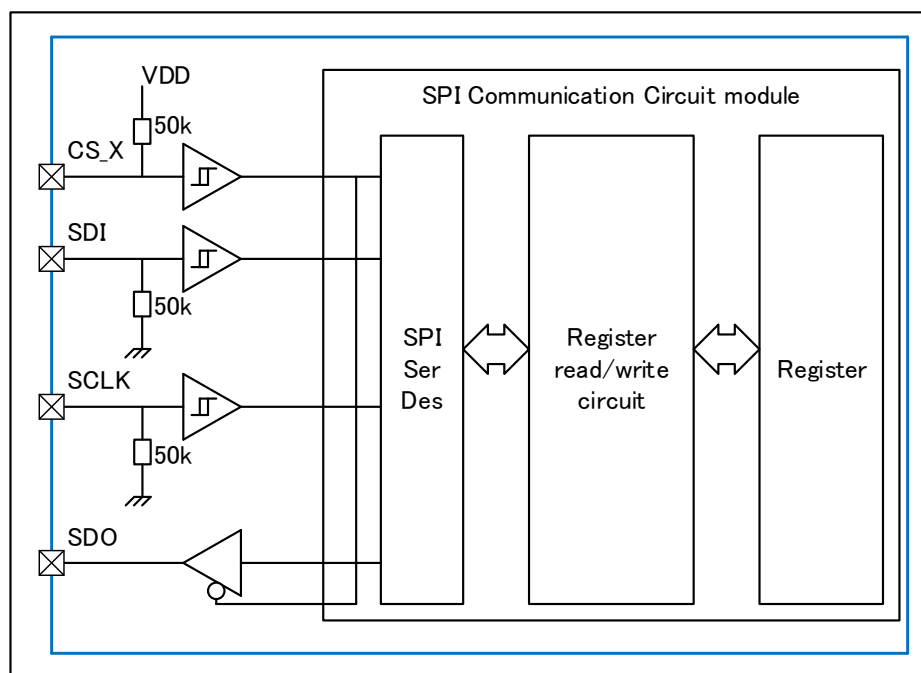 VDD
SPI Communication Circuit module
50k
CS_X
SDI
50k
SPI
Ser
Des
Register
read/write
circuit
Register
SCLK
50k
SDO